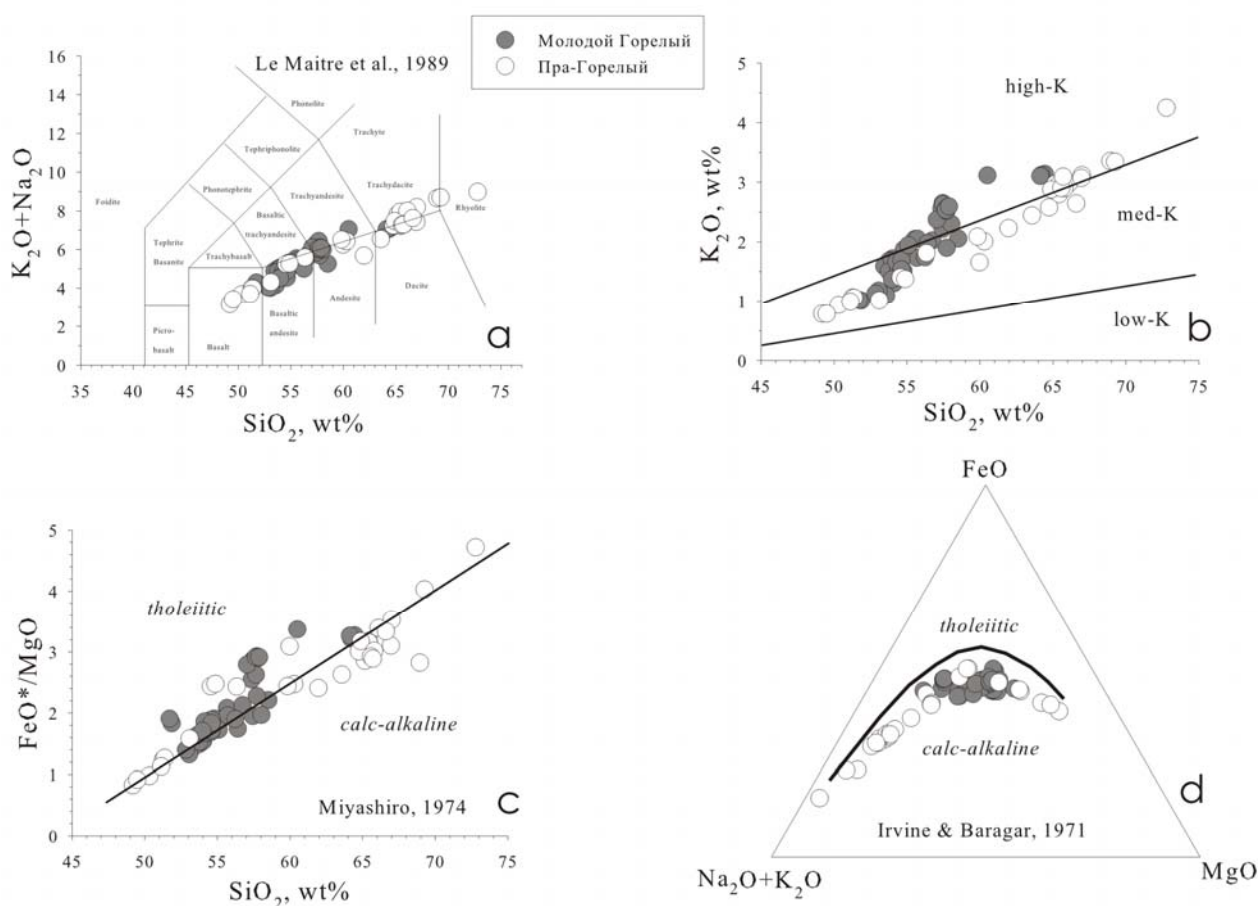 Молодой Горелый
Пра-Горелый
Le Maitre et al., 1989
K₂O+Na₂O
16
14
12
10
8
6
4
2
0
35 40 45 50 55 60 65 70 75
SiO₂, wt%
Phonolite
Trachyte
Tephriphonolite
Phonotephrite
Trachyandesite
Trachydacite
Foidite
Basaltic
trachyandesite
Rhyolite
Tephrite
Basanite
Trachybasalt
Andesite
Dacite
Picro-
basalt
Basalt
Basaltic
andesite
a
K₂O, wt%
5
4
3
2
1
0
45 50 55 60 65 70 75
SiO₂, wt%
high-K
med-K
low-K
b
FeO*/MgO
5
4
3
2
1
0
45 50 55 60 65 70 75
SiO₂, wt%
tholeiitic
calc-alkaline
Miyashiro, 1974
c
FeO
tholeiitic
calc-alkaline
d
Irvine & Baragar, 1971
Na₂O+K₂O
MgO